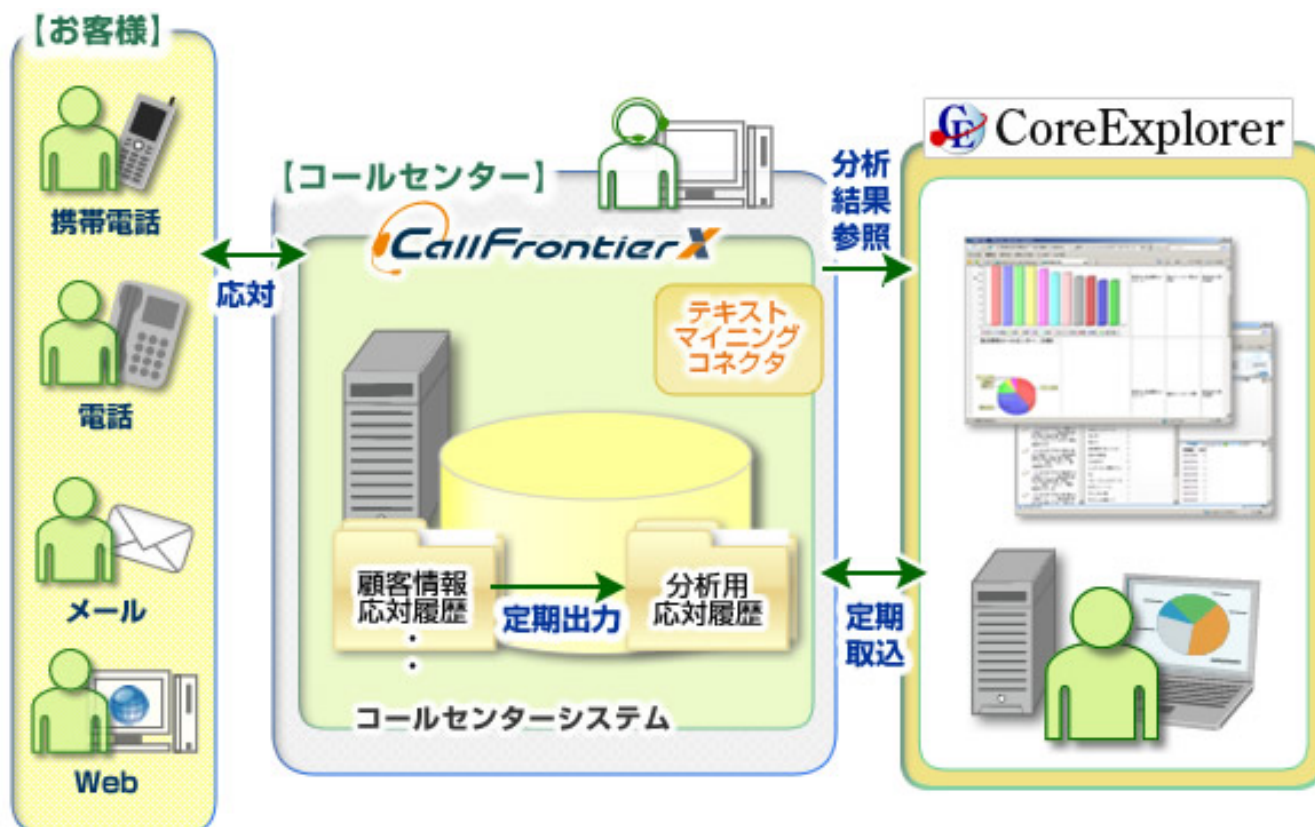 【お客様】
携帯電話
電話
メール
Web
応対
【コールセンター】
CallFrontierX
テキスト
マイニング
コネクタ
顧客情報
応対履歴
・
・
定期出力
分析用
応対履歴
コールセンターシステム
分析
結果
参照
定期
取込
CE CoreExplorer